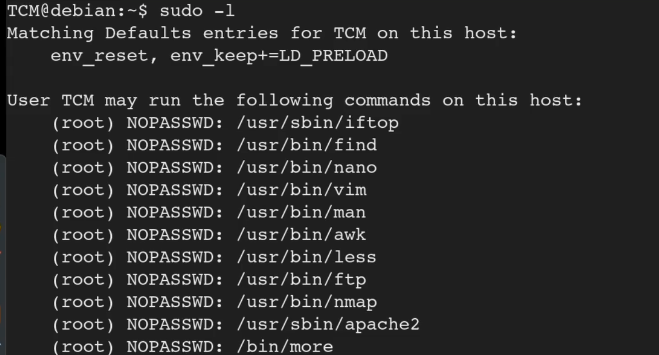 TCM@debian:~$ sudo -l
Matching Defaults entries for TCM on this host:
env_reset, env_keep+=LD_PRELOAD
User TCM may run the following commands on this host:
(root) NOPASSWD: /usr/sbin/iftop
(root) NOPASSWD: /usr/bin/find
(root) NOPASSWD: /usr/bin/nano
(root) NOPASSWD: /usr/bin/vim
(root) NOPASSWD: /usr/bin/man
(root) NOPASSWD: /usr/bin/awk
(root) NOPASSWD: /usr/bin/less
(root) NOPASSWD: /usr/bin/ftp
(root) NOPASSWD: /usr/bin/nmap
(root) NOPASSWD: /usr/sbin/apache2
(root) NOPASSWD: /bin/more